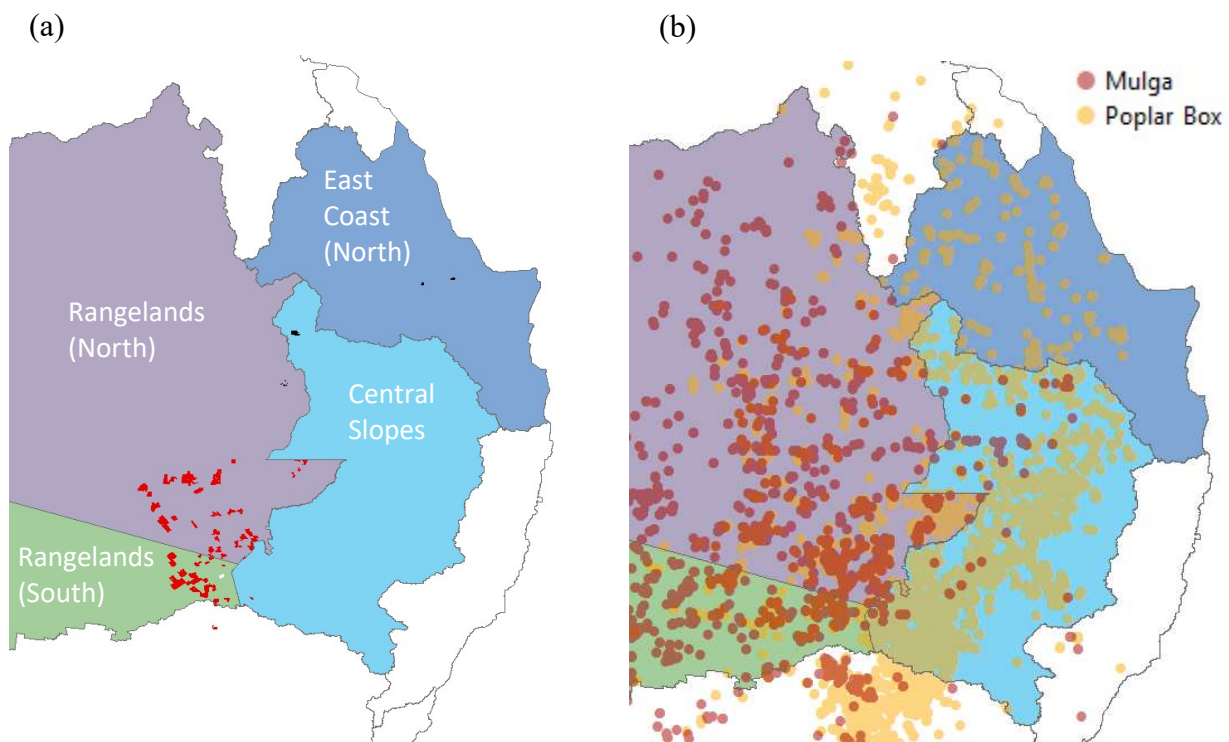 (a)
(b)
Mulga
Poplar Box
East
Coast
(North)
Rangelands
(North)
Central
Slopes
Rangelands
(South)